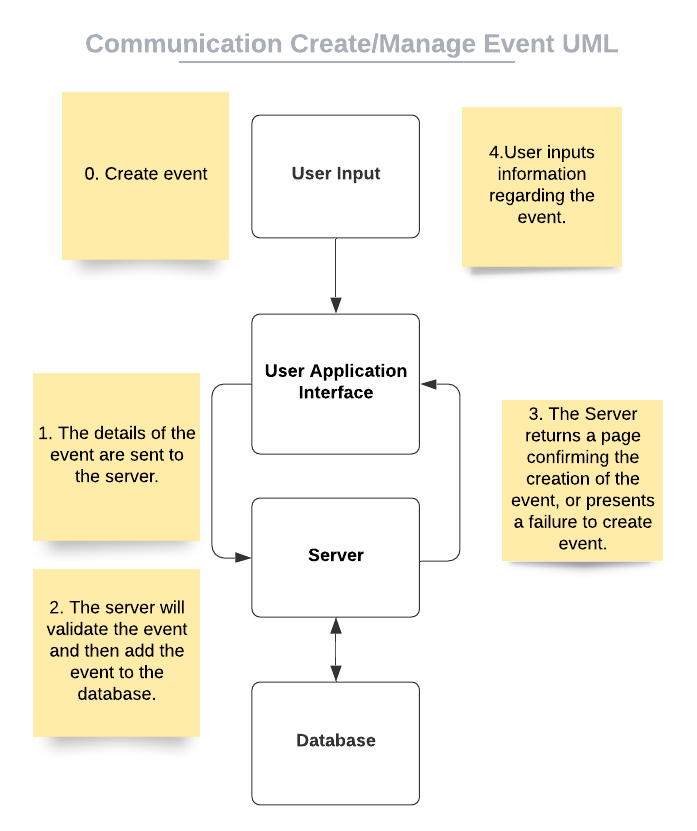 Communication Create/Manage Event UML
0. Create event
User Input
4.User inputs
information
regarding the
event.
User Application
Interface
1. The details of the
event are sent to
the server.
3. The Server
returns a page
confirming the
creation of the
event, or presents
a failure to create
event.
Server
2. The server will
validate the event
and then add the
event to the
database.
Database